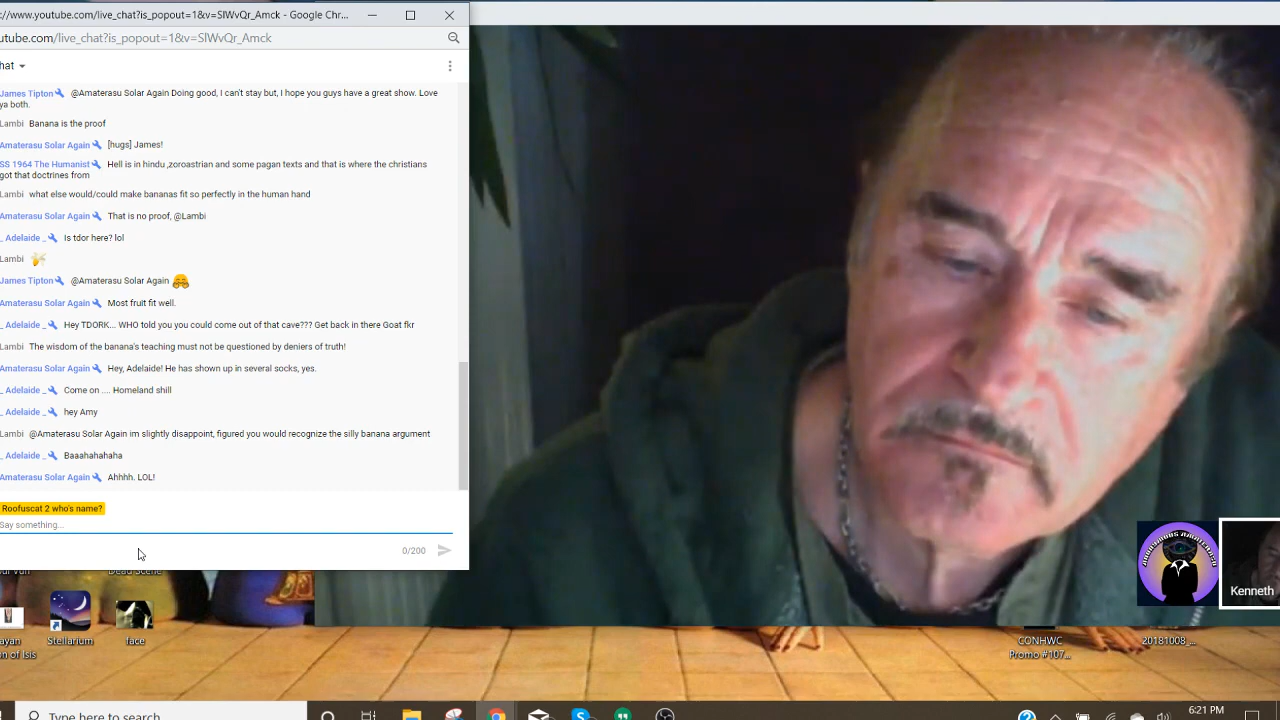 ://www.youtube.com/live_chat?is_popout=1&v=SlWvQr_Amck - Google Chr...
utube.com/live_chat?is_popout=1&v=SlWvQr_Amck
hat
James Tipton @Amaterasu Solar Again Doing good, I can't stay but, I hope you guys have a great show. Love
ya both.
Lambi Banana is the proof
Amaterasu Solar Again [hugs] James!
SS 1964 The Humanist Hell is in hindu ,zoroastrian and some pagan texts and that is where the christians
got that doctrines from
Lambi what else would/could make bananas fit so perfectly in the human hand
Amaterasu Solar Again That is no proof, @Lambi
_ Adelaide _ Is tdor here? lol
Lambi 🍌
James Tipton @Amaterasu Solar Again 🤗
Amaterasu Solar Again Most fruit fit well.
_ Adelaide _ Hey TDORK... WHO told you you could come out of that cave??? Get back in there Goat fkr
Lambi The wisdom of the banana's teaching must not be questioned by deniers of truth!
Amaterasu Solar Again Hey, Adelaide! He has shown up in several socks, yes.
_ Adelaide _ Come on .... Homeland shill
_ Adelaide _ hey Amy
Lambi @Amaterasu Solar Again im slightly disappoint, figured you would recognize the silly banana argument
_ Adelaide _ Baaahahahaha
Amaterasu Solar Again Ahhhh. LOL!
Roofuscat 2 who's name?
Say something...
0/200
Dead Scene
ayan
on of Isis
Stellarium
face
Kenneth
CONHWC
Promo #107...
20181008_...
Type here to search
6:21 PM